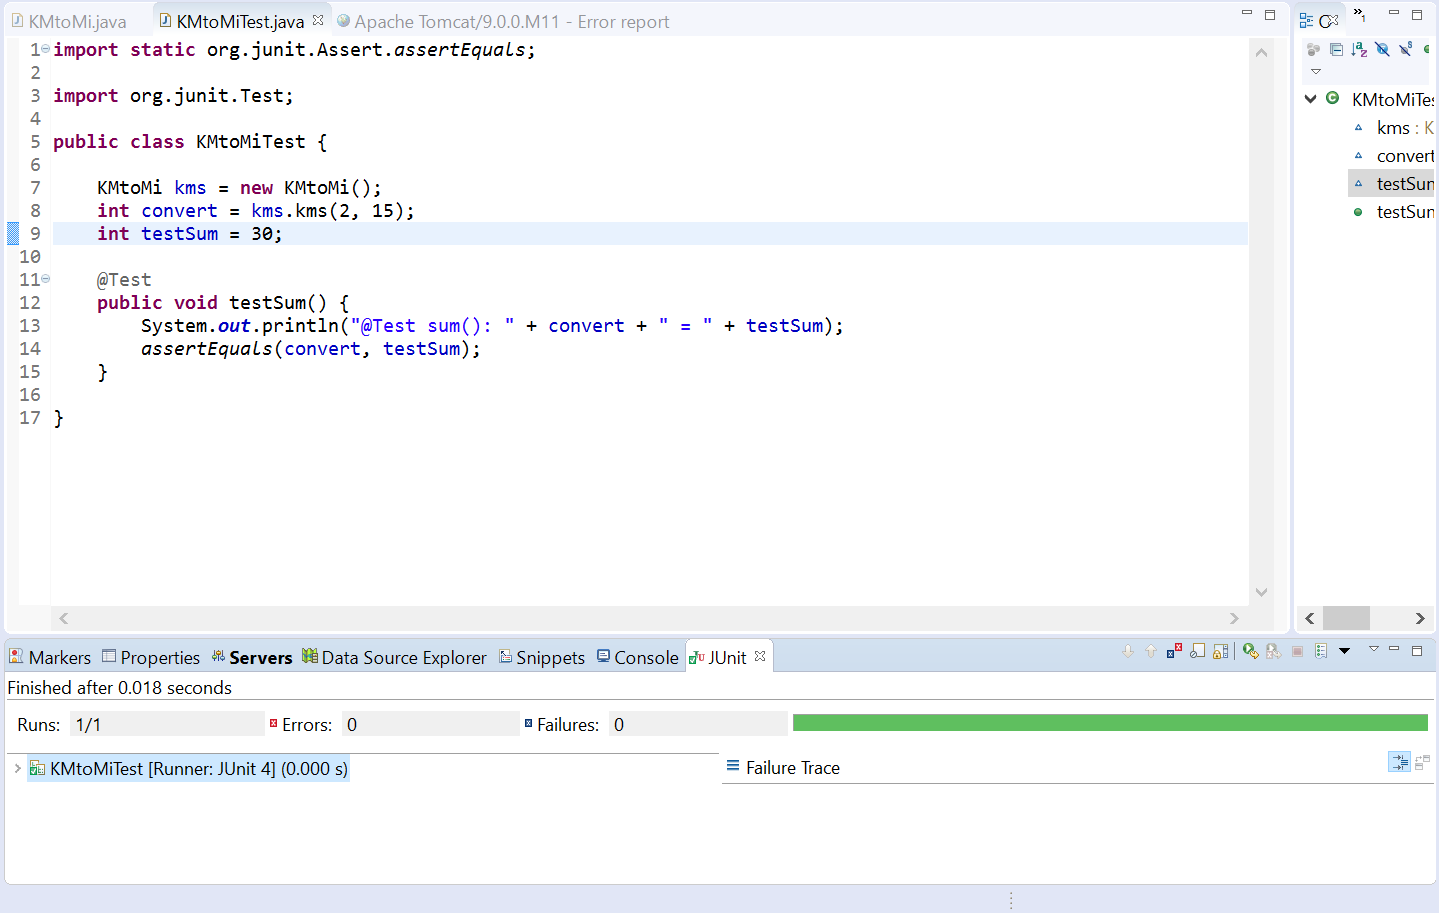 KMtoMi.java KMtoMiTest.java Apache Tomcat/9.0.0.M11 - Error report
1 import static org.junit.Assert.assertEquals;
2
3 import org.junit.Test;
4
5 public class KMtoMiTest {
6
7 KMtoMi kms = new KMtoMi();
8 int convert = kms.kms(2, 15);
9 int testSum = 30;
10
11 @Test
12 public void testSum() {
13 System.out.println("@Test sum(): " + convert + " = " + testSum);
14 assertEquals(convert, testSum);
15 }
16
17 }
KMtoMiTes
kms : K
convert
testSum
testSum
Markers Properties Servers Data Source Explorer Snippets Console JUnit
Finished after 0.018 seconds
Runs: 1/1 Errors: 0 Failures: 0
KMtoMiTest [Runner: JUnit 4] (0.000 s)
Failure Trace